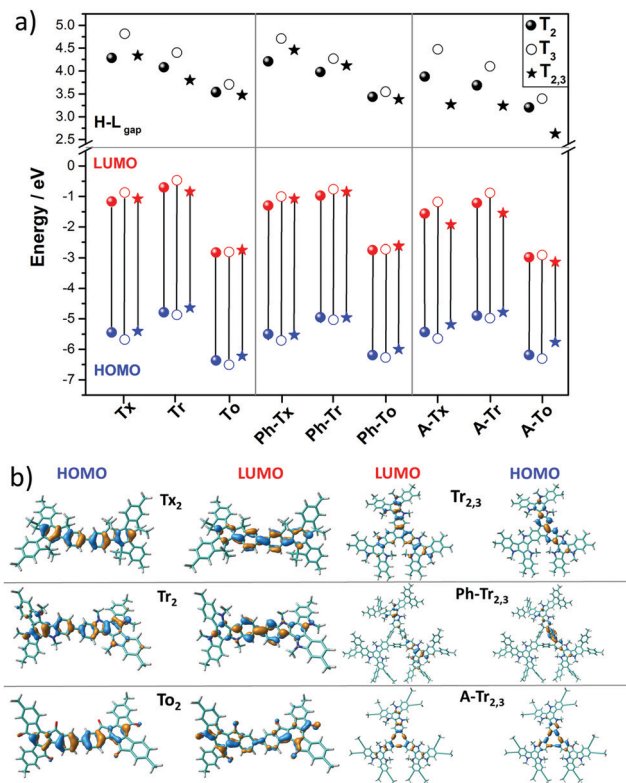 a)
5.0
4.5
4.0
3.5
3.0
2.5
H-L gap
T2
T3
T2,3
LUMO
0
-1
-2
-3
-4
-5
-6
-7
HOMO
Energy / eV
Tx
Tr
To
Ph-Tx
Ph-Tr
Ph-To
A-Tx
A-Tr
A-To
b)
HOMO LUMO LUMO HOMO
Tx2 Tr2,3
Tr2 Ph-Tr2,3
To2 A-Tr2,3